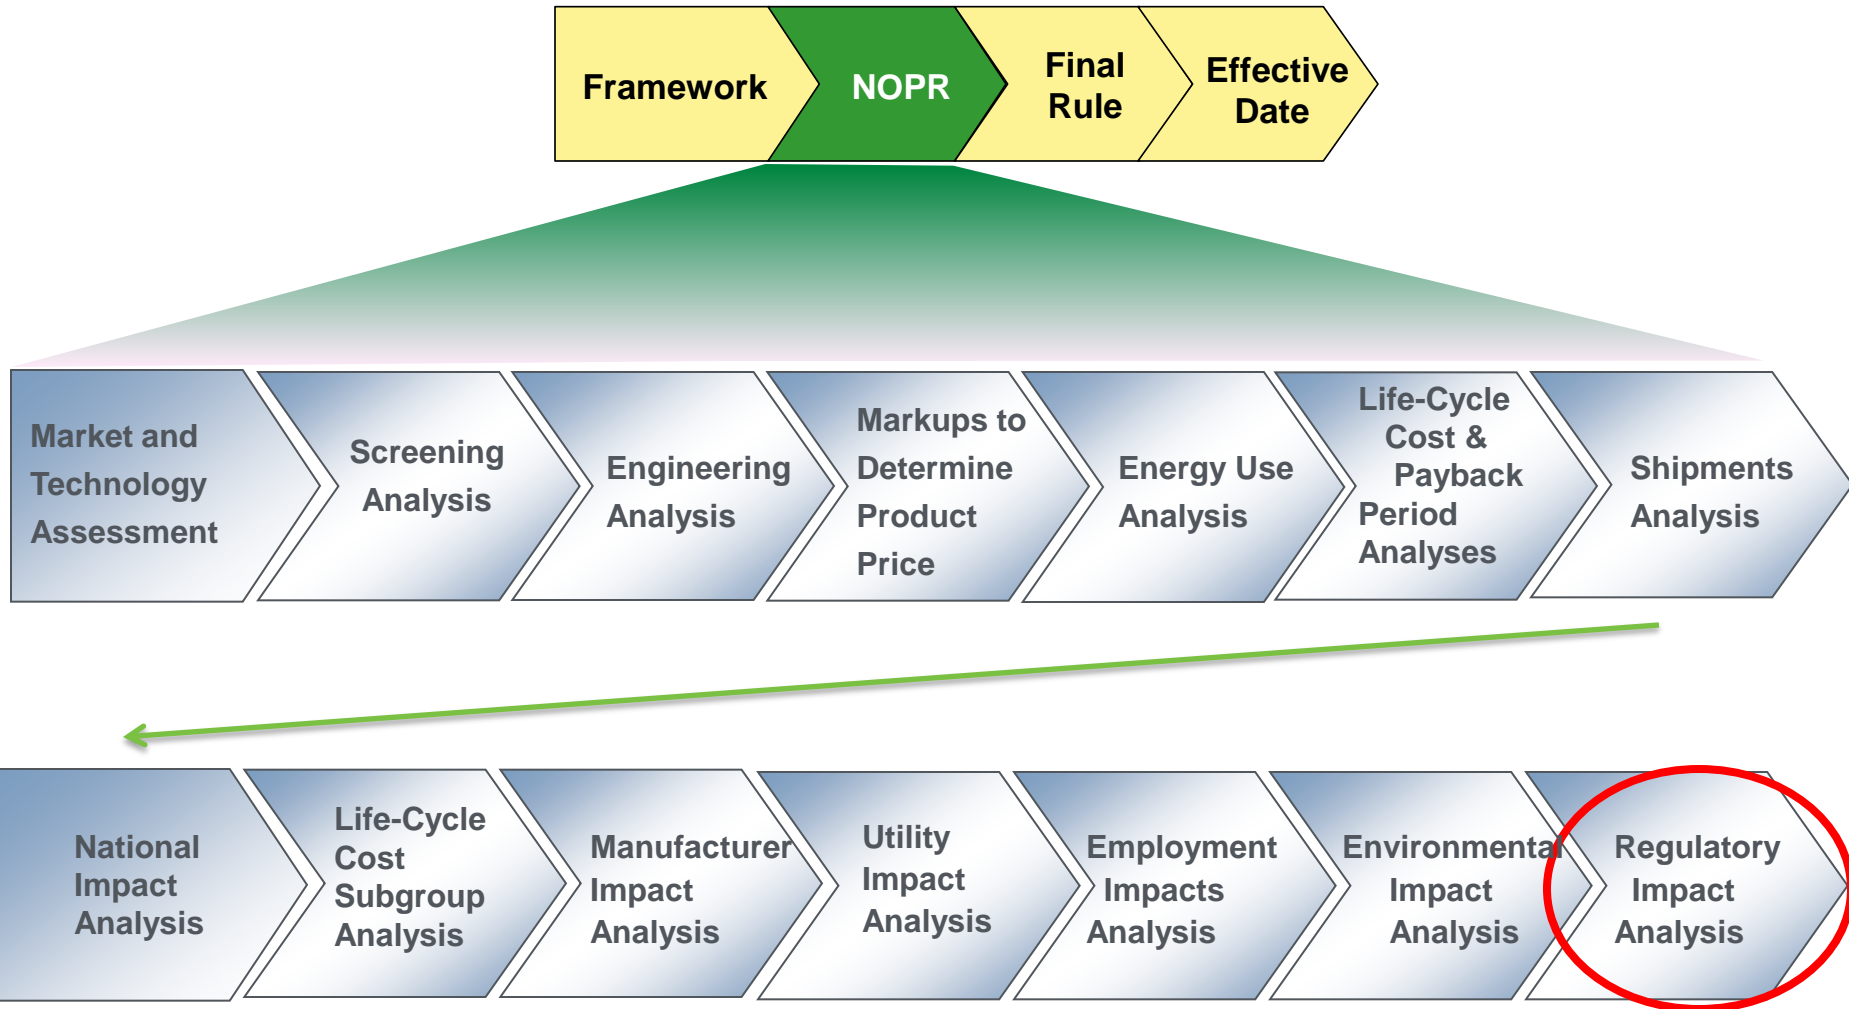 Framework
NOPR
Final
Rule
Effective
Date
Market and
Technology
Assessment
Screening
Analysis
Engineering
Analysis
Markups to
Determine
Product
Price
Energy Use
Analysis
Life-Cycle
Cost &
Payback
Period
Analyses
Shipments
Analysis
National
Impact
Analysis
Life-Cycle
Cost
Subgroup
Analysis
Manufacturer
Impact
Analysis
Utility
Impact
Analysis
Employment
Impacts
Analysis
Environmental
Impact
Analysis
Regulatory
Impact
Analysis